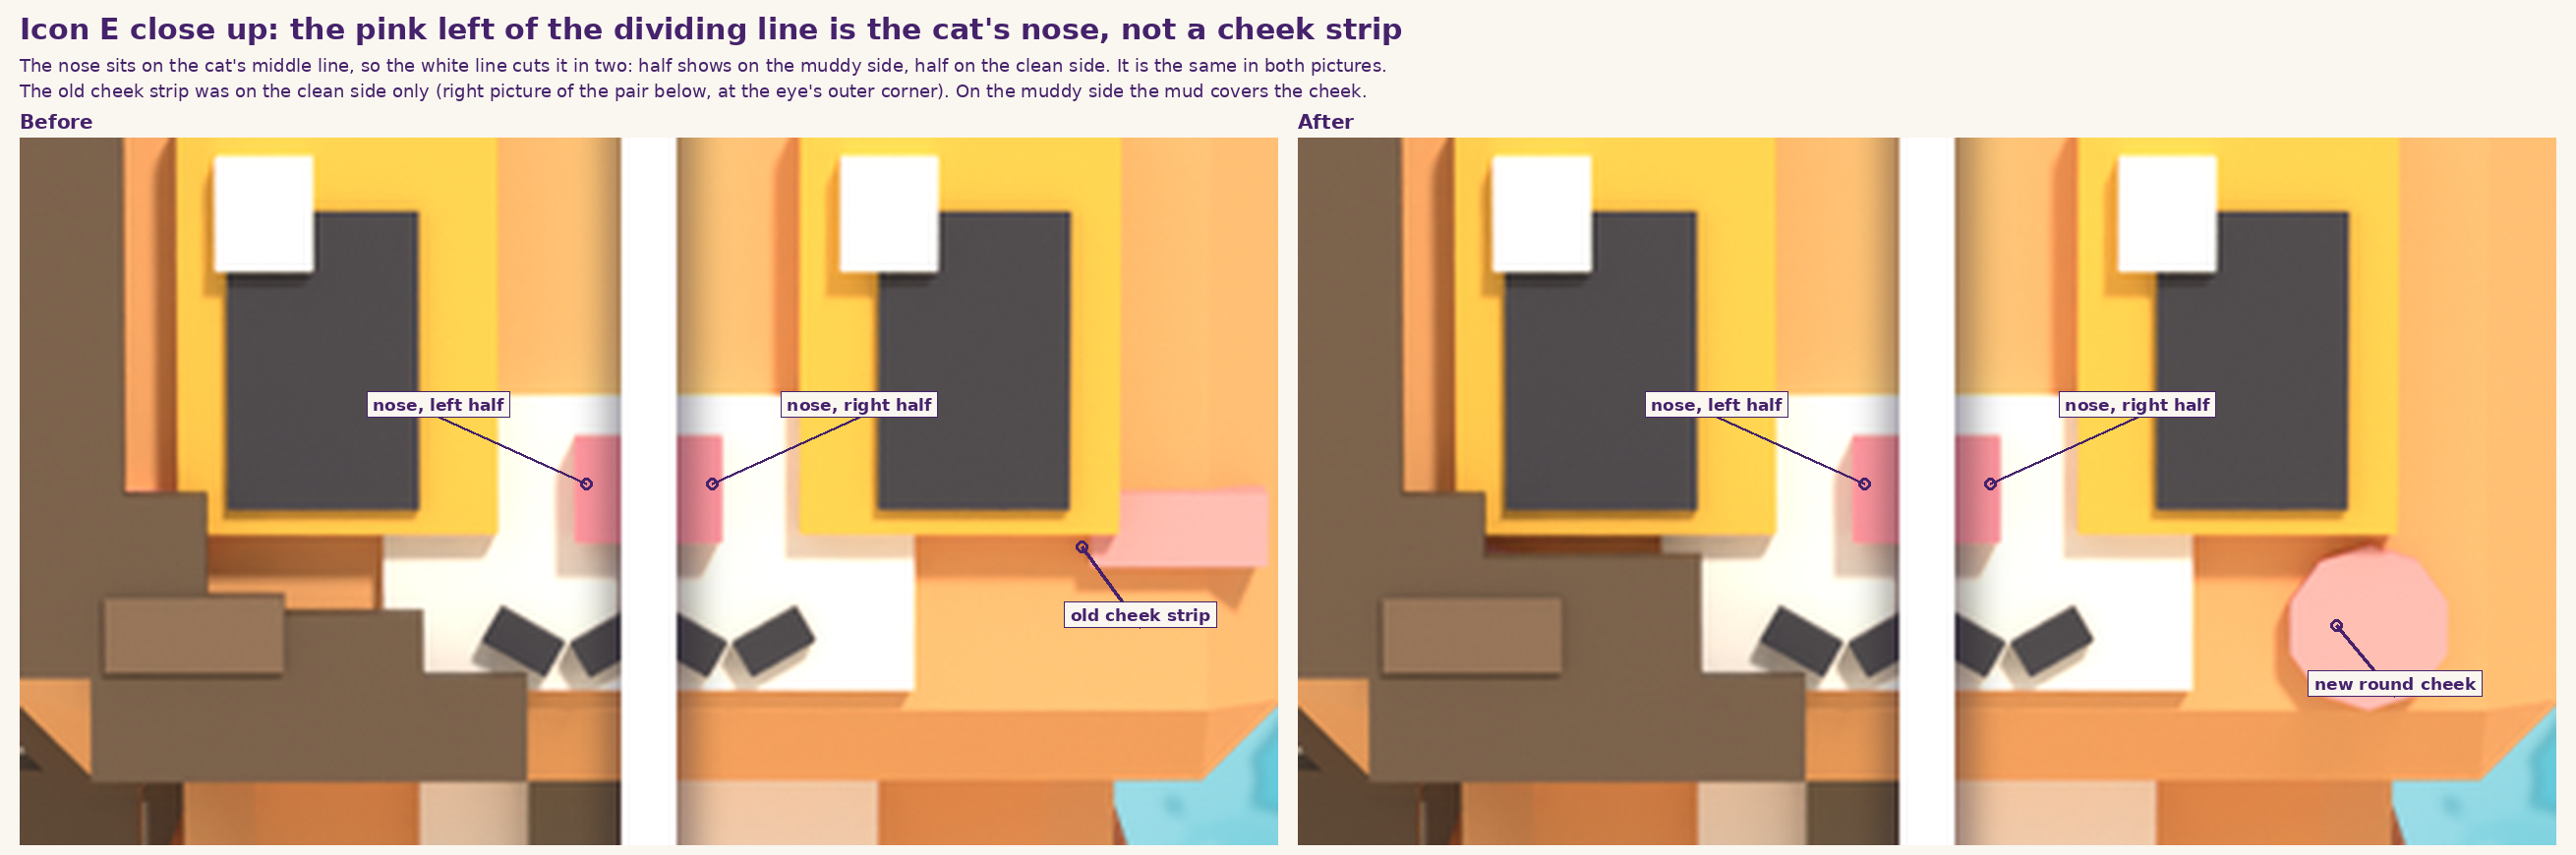 Icon E close up: the pink left of the dividing line is the cat's nose, not a cheek strip
The nose sits on the cat's middle line, so the white line cuts it in two: half shows on the muddy side, half on the clean side. It is the same in both pictures.
The old cheek strip was on the clean side only (right picture of the pair below, at the eye's outer corner). On the muddy side the mud covers the cheek.
Before
After
nose, left half
nose, right half
nose, left half
nose, right half
old cheek strip
new round cheek